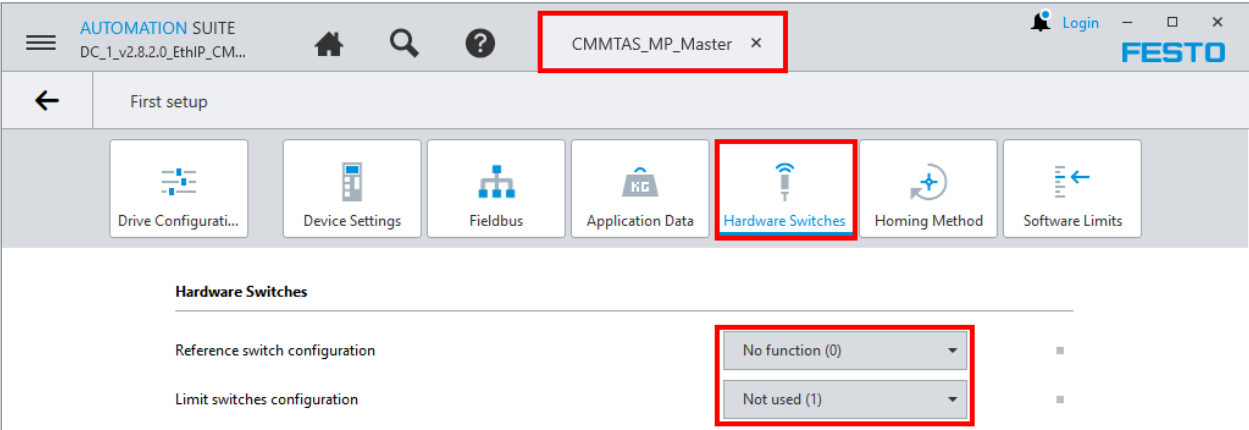 AUTOMATION SUITE
DC_1_v2.8.2.0_EthIP_CM...
CMMTAS_MP_Master
Login
FESTO
First setup
Drive Configurati...
Device Settings
Fieldbus
KG
Application Data
Hardware Switches
Homing Method
Software Limits
Hardware Switches
Reference switch configuration
No function (0)
Limit switches configuration
Not used (1)